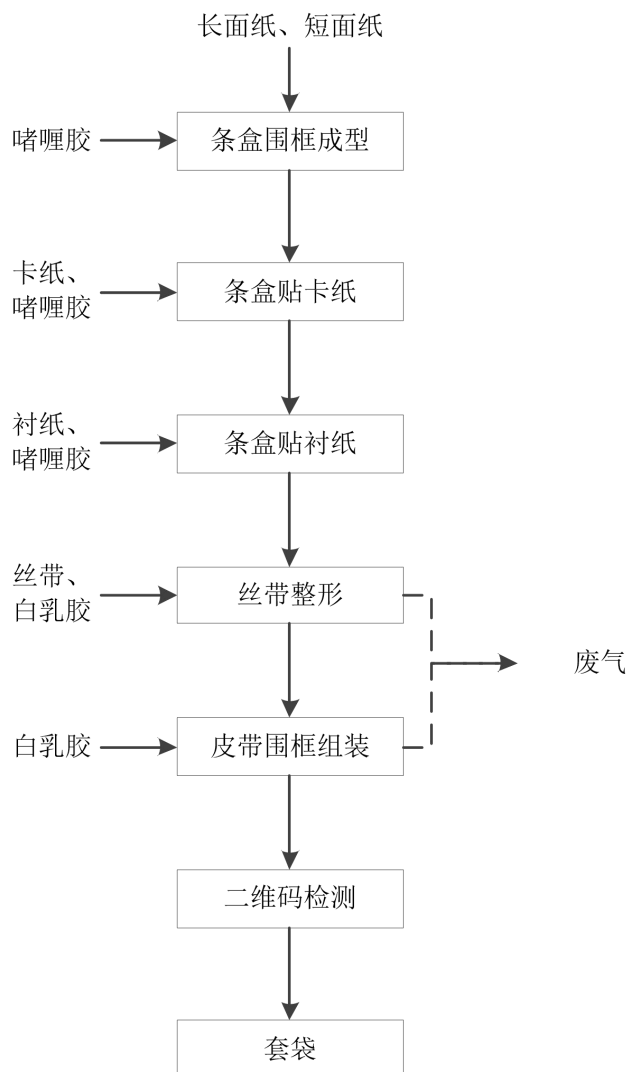 长面纸、短面纸
啫喱胶
条盒围框成型
卡纸、
啫喱胶
条盒贴卡纸
衬纸、
啫喱胶
条盒贴衬纸
丝带、
白乳胶
丝带整形
废气
白乳胶
皮带围框组装
二维码检测
套袋